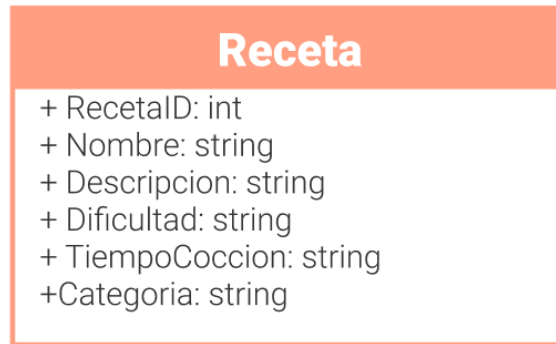 Receta
+ RecetaID: int
+ Nombre: string
+ Descripcion: string
+ Dificultad: string
+ TiempoCoccion: string
+Categoria: string